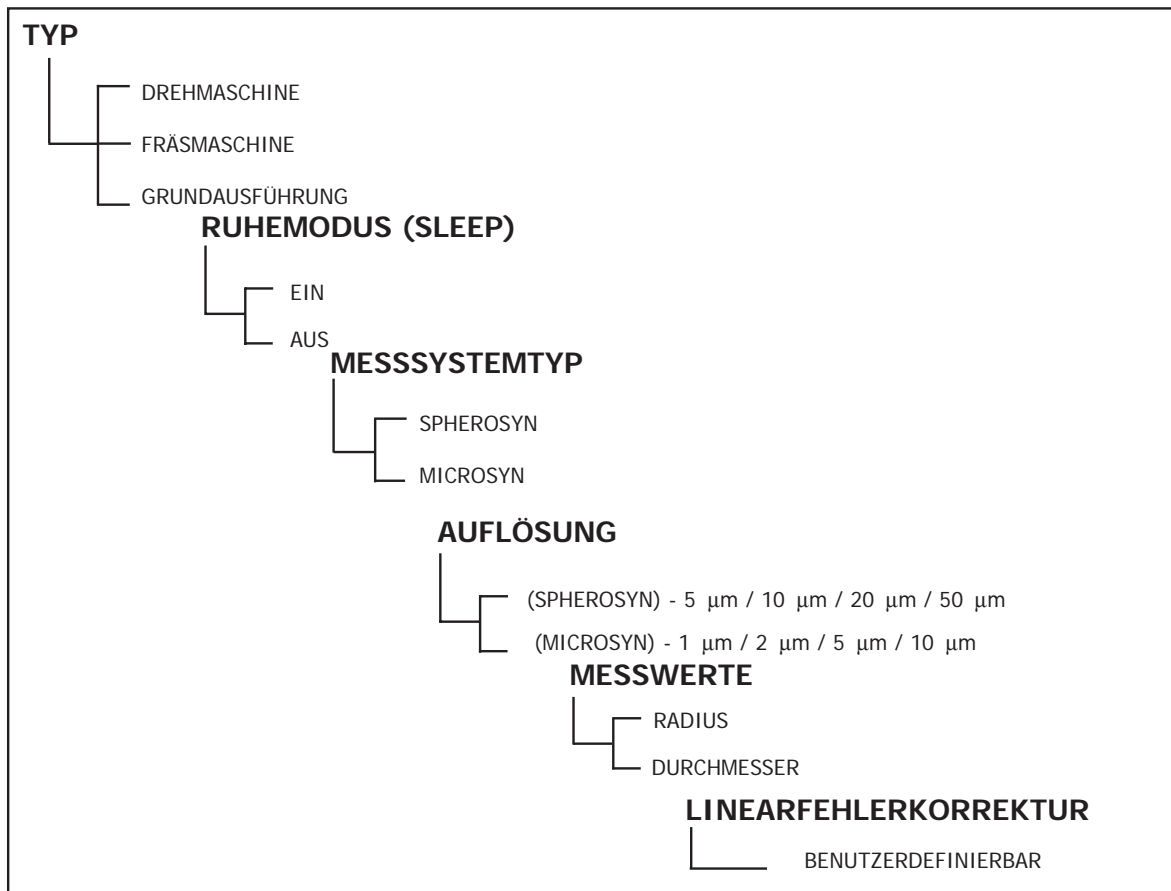 TYP
DREHMASCHINE
FRÄSMASCHINE
GRUNDAUSFÜHRUNG
RUHEMODUS (SLEEP)
EIN
AUS
MESSSYSTEMTYP
SPHEROSYN
MICROSYN
AUFLÖSUNG
(SPHEROSYN) - 5 µm / 10 µm / 20 µm / 50 µm
(MICROSYN) - 1 µm / 2 µm / 5 µm / 10 µm
MESSWERTE
RADIUS
DURCHMESSER
LINEARFEHLERKORREKTUR
BENUTZERDEFINIERBAR